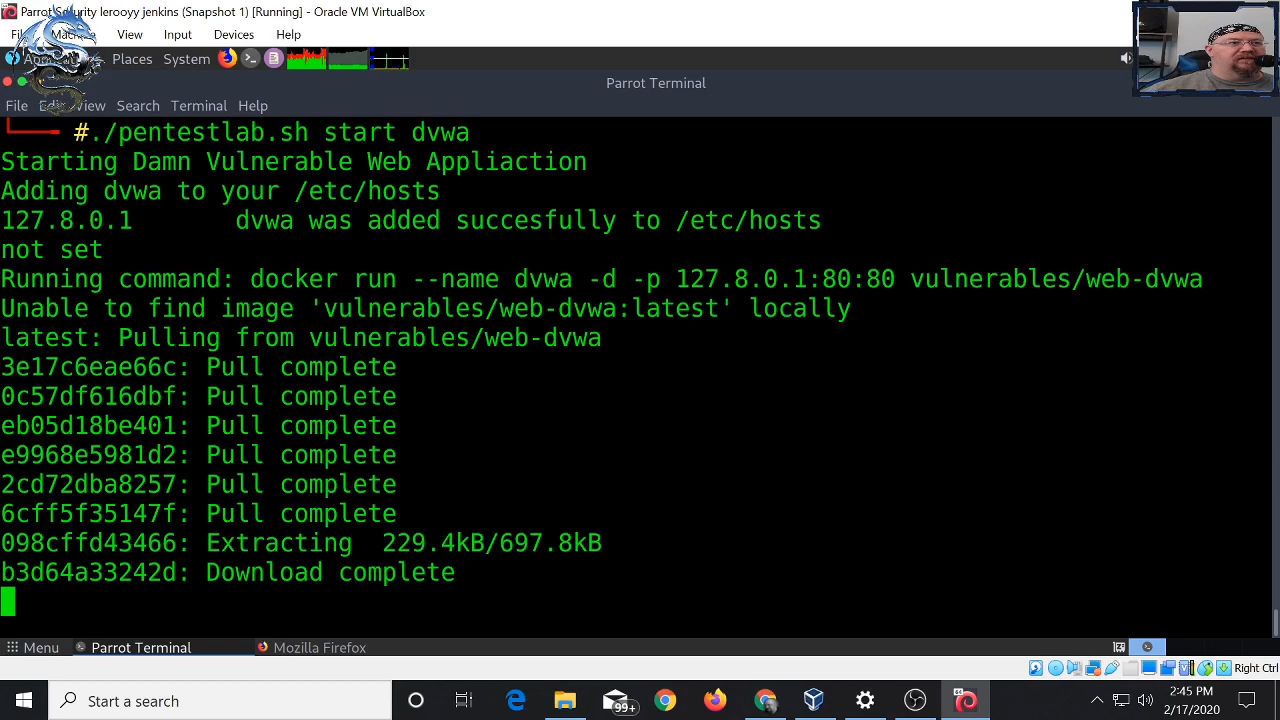 Parrot Security lerooyy jenkins (Snapshot 1) [Running] - Oracle VM VirtualBox
View Input Devices Help
Places System
Parrot Terminal
File Edit View Search Terminal Help
#./pentestlab.sh start dvwa
Starting Damn Vulnerable Web Appliaction
Adding dvwa to your /etc/hosts
127.8.0.1 dvwa was added succesfully to /etc/hosts
not set
Running command: docker run --name dvwa -d -p 127.8.0.1:80:80 vulnerables/web-dvwa
Unable to find image 'vulnerables/web-dvwa:latest' locally
latest: Pulling from vulnerables/web-dvwa
3e17c6eae66c: Pull complete
0c57df616dbf: Pull complete
eb05d18be401: Pull complete
e9968e5981d2: Pull complete
2cd72dba8257: Pull complete
6cff5f35147f: Pull complete
098cffd43466: Extracting 229.4kB/697.8kB
b3d64a33242d: Download complete
Menu Parrot Terminal Mozilla Firefox
Right Ctrl
Start a search
99+
2:45 PM
2/17/2020